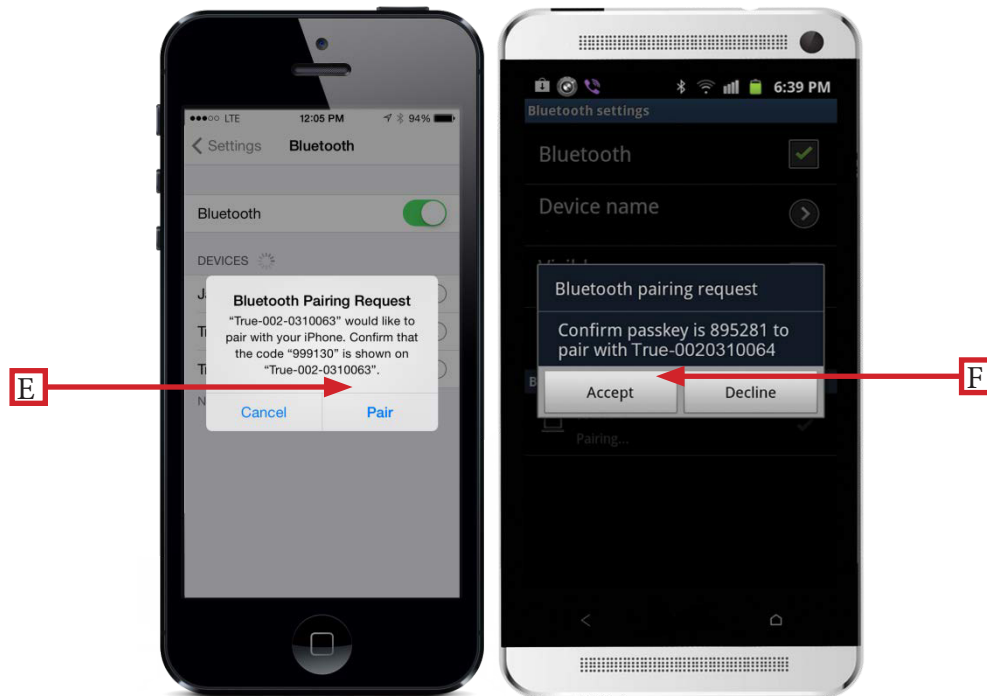 LTE 12:05 PM 94%
Settings Bluetooth
Bluetooth
DEVICES
Bluetooth Pairing Request
“True-002-0310063” would like to
pair with your iPhone. Confirm that
the code “999130” is shown on
“True-002-0310063”.
Cancel Pair
E
6:39 PM
Bluetooth settings
Bluetooth
Device name
Bluetooth pairing request
Confirm passkey is 895281 to
pair with True-0020310064
Accept Decline
Pairing...
F